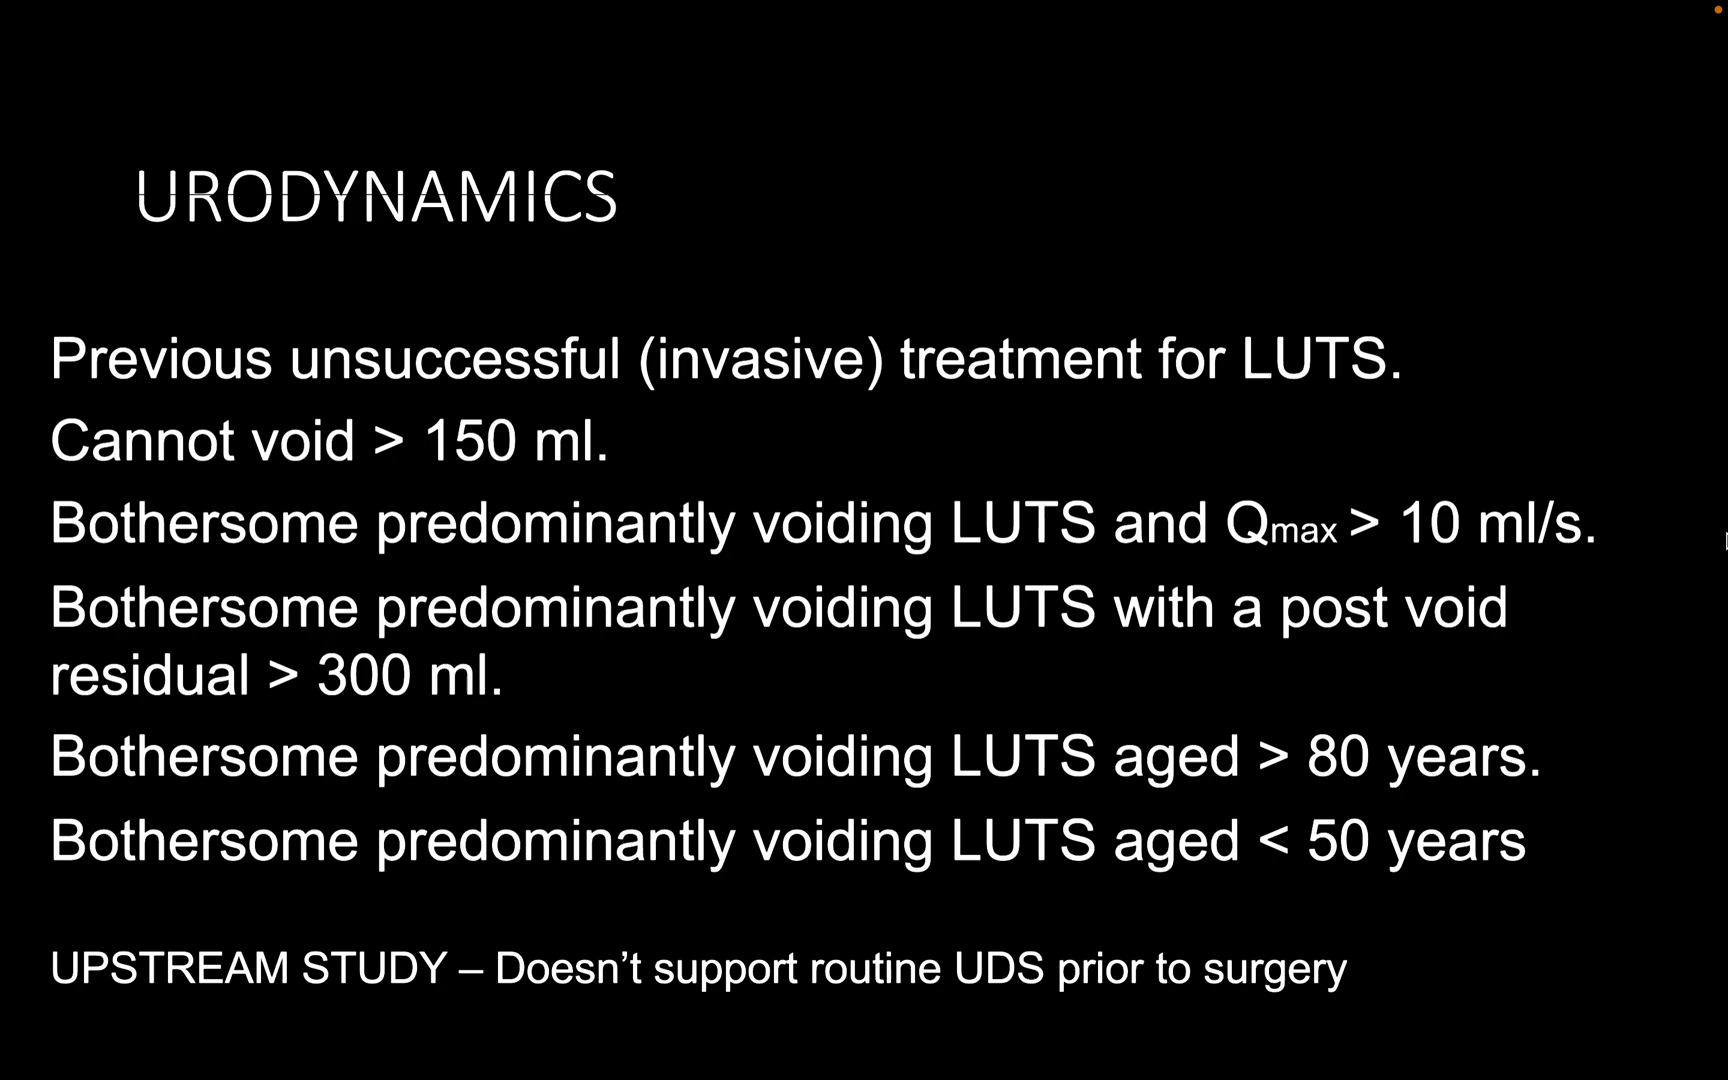 URODYNAMICS
Previous unsuccessful (invasive) treatment for LUTS.
Cannot void > 150 ml.
Bothersome predominantly voiding LUTS and Qmax > 10 ml/s.
Bothersome predominantly voiding LUTS with a post void
residual > 300 ml.
Bothersome predominantly voiding LUTS aged > 80 years.
Bothersome predominantly voiding LUTS aged < 50 years
UPSTREAM STUDY – Doesn’t support routine UDS prior to surgery